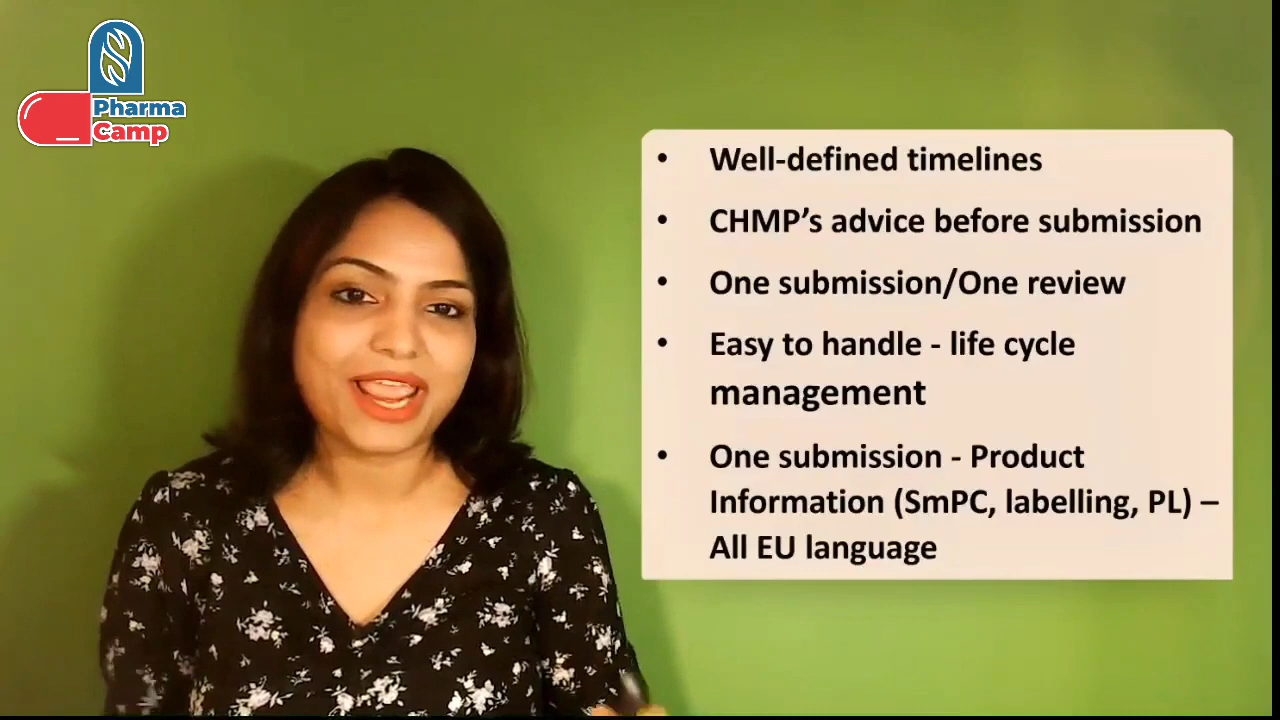 Pharma
Camp
• Well-defined timelines
• CHMP’s advice before submission
• One submission/One review
• Easy to handle - life cycle
management
• One submission - Product
Information (SmPC, labelling, PL) –
All EU language